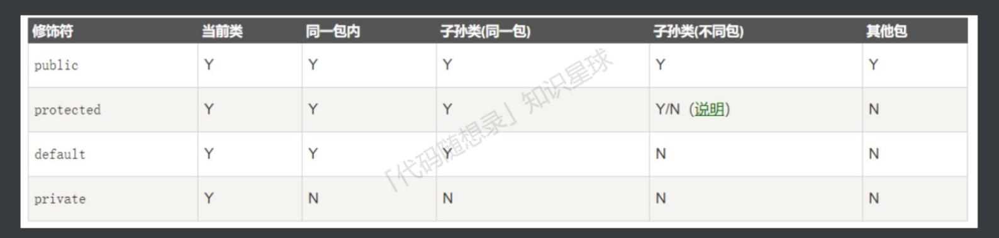 修饰符 当前类 同一包内 子孙类(同一包) 子孙类(不同包) 其他包
public Y Y Y Y Y
protected Y Y Y Y/N（说明） N
default Y Y Y N N
private Y N N N N
「代码随想录」知识星球